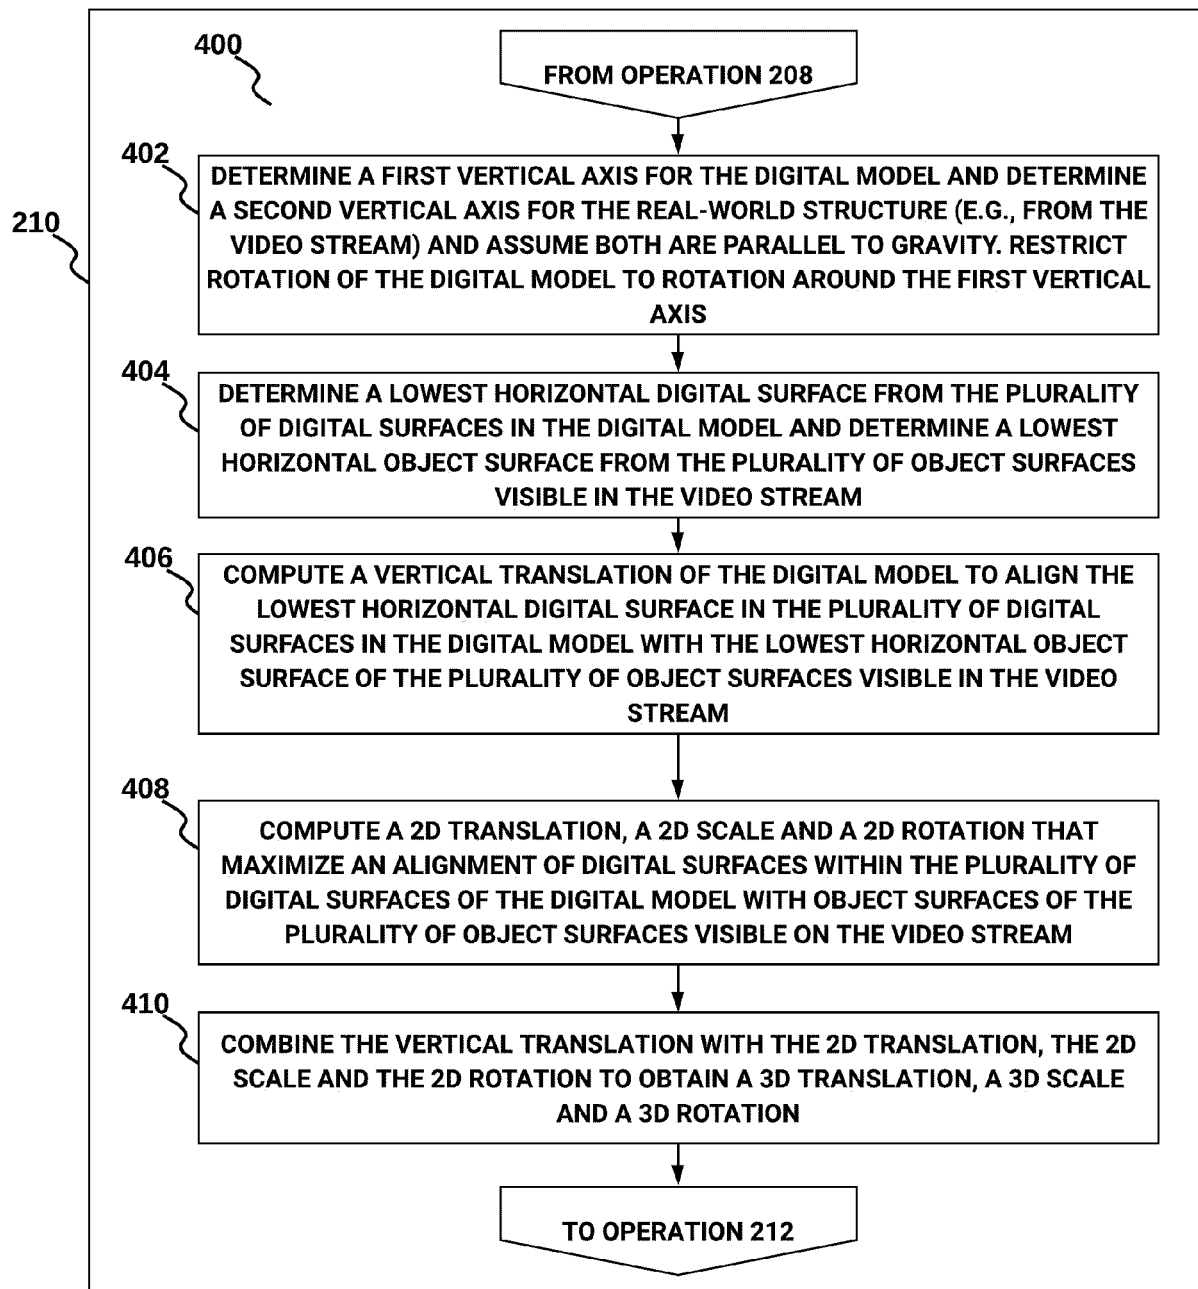 400
FROM OPERATION 208
402
DETERMINE A FIRST VERTICAL AXIS FOR THE DIGITAL MODEL AND DETERMINE
A SECOND VERTICAL AXIS FOR THE REAL-WORLD STRUCTURE (E.G., FROM THE
VIDEO STREAM) AND ASSUME BOTH ARE PARALLEL TO GRAVITY. RESTRICT
ROTATION OF THE DIGITAL MODEL TO ROTATION AROUND THE FIRST VERTICAL
AXIS
210
404
DETERMINE A LOWEST HORIZONTAL DIGITAL SURFACE FROM THE PLURALITY
OF DIGITAL SURFACES IN THE DIGITAL MODEL AND DETERMINE A LOWEST
HORIZONTAL OBJECT SURFACE FROM THE PLURALITY OF OBJECT SURFACES
VISIBLE IN THE VIDEO STREAM
406
COMPUTE A VERTICAL TRANSLATION OF THE DIGITAL MODEL TO ALIGN THE
LOWEST HORIZONTAL DIGITAL SURFACE IN THE PLURALITY OF DIGITAL
SURFACES IN THE DIGITAL MODEL WITH THE LOWEST HORIZONTAL OBJECT
SURFACE OF THE PLURALITY OF OBJECT SURFACES VISIBLE IN THE VIDEO
STREAM
408
COMPUTE A 2D TRANSLATION, A 2D SCALE AND A 2D ROTATION THAT
MAXIMIZE AN ALIGNMENT OF DIGITAL SURFACES WITHIN THE PLURALITY OF
DIGITAL SURFACES OF THE DIGITAL MODEL WITH OBJECT SURFACES OF THE
PLURALITY OF OBJECT SURFACES VISIBLE ON THE VIDEO STREAM
410
COMBINE THE VERTICAL TRANSLATION WITH THE 2D TRANSLATION, THE 2D
SCALE AND THE 2D ROTATION TO OBTAIN A 3D TRANSLATION, A 3D SCALE
AND A 3D ROTATION
TO OPERATION 212